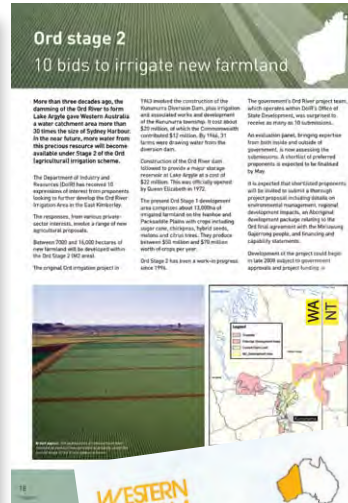 Ord stage 2
10 bids to irrigate new farmland
More than three decades ago, the
damming of the Ord River to form
Lake Argyle gave Western Australia
a water catchment area more than
30 times the size of Sydney Harbour.
In the near future, more water from
this precious resource will become
available under Stage 2 of the Ord
(agricultural) irrigation scheme.
The Department of Industry and
Resources (DoIR) has received 10
expressions of interest from proponents
looking to further develop the Ord River
Irrigation Area in the East Kimberley.
The responses, from various private-
sector interests, involve a range of new
agricultural proposals.
Between 7000 and 16,000 hectares of
new farmland will be developed within
the Ord Stage 2 (M2 area).
The original Ord irrigation project in
1963 involved the construction of the
Kununurra Diversion Dam, plus irrigation
and associated works and development
of the Kununurra township. It cost about
$20 million, of which the Commonwealth
contributed $12 million. By 1966, 31
farms were drawing water from the
diversion dam.
Construction of the Ord River dam
followed to provide a major storage
reservoir at Lake Argyle at a cost of
$22 million. This was officially opened
by Queen Elizabeth in 1972.
The present Ord Stage 1 development
area comprises about 13,000ha of
irrigated farmland on the Ivanhoe and
Packsaddle Plains with crops including
sugar cane, chickpeas, hybrid seeds,
melons and citrus trees. They produce
between $50 million and $70 million
worth of crops per year.
Ord Stage 2 has been a work-in-progress
since 1996.
The government's Ord River project team,
which operates within DoIR's Office of
State Development, was surprised to
receive as many as 10 submissions.
An evaluation panel, bringing expertise
from both inside and outside of
government, is now assessing the
submissions. A shortlist of preferred
proponents is expected to be finalised
by May.
It is expected that shortlisted proponents
will be invited to submit a thorough
project proposal including details on
environmental management, regional
development impacts, an Aboriginal
development package relating to the
Ord final agreement with the Miriuwung
Gajerrong people, and financing and
capability statements.
Development of the project could begin
in late 2008 subject to government
approvals and project funding.
WA
NT
Legend
Kununurra
18
WESTERN